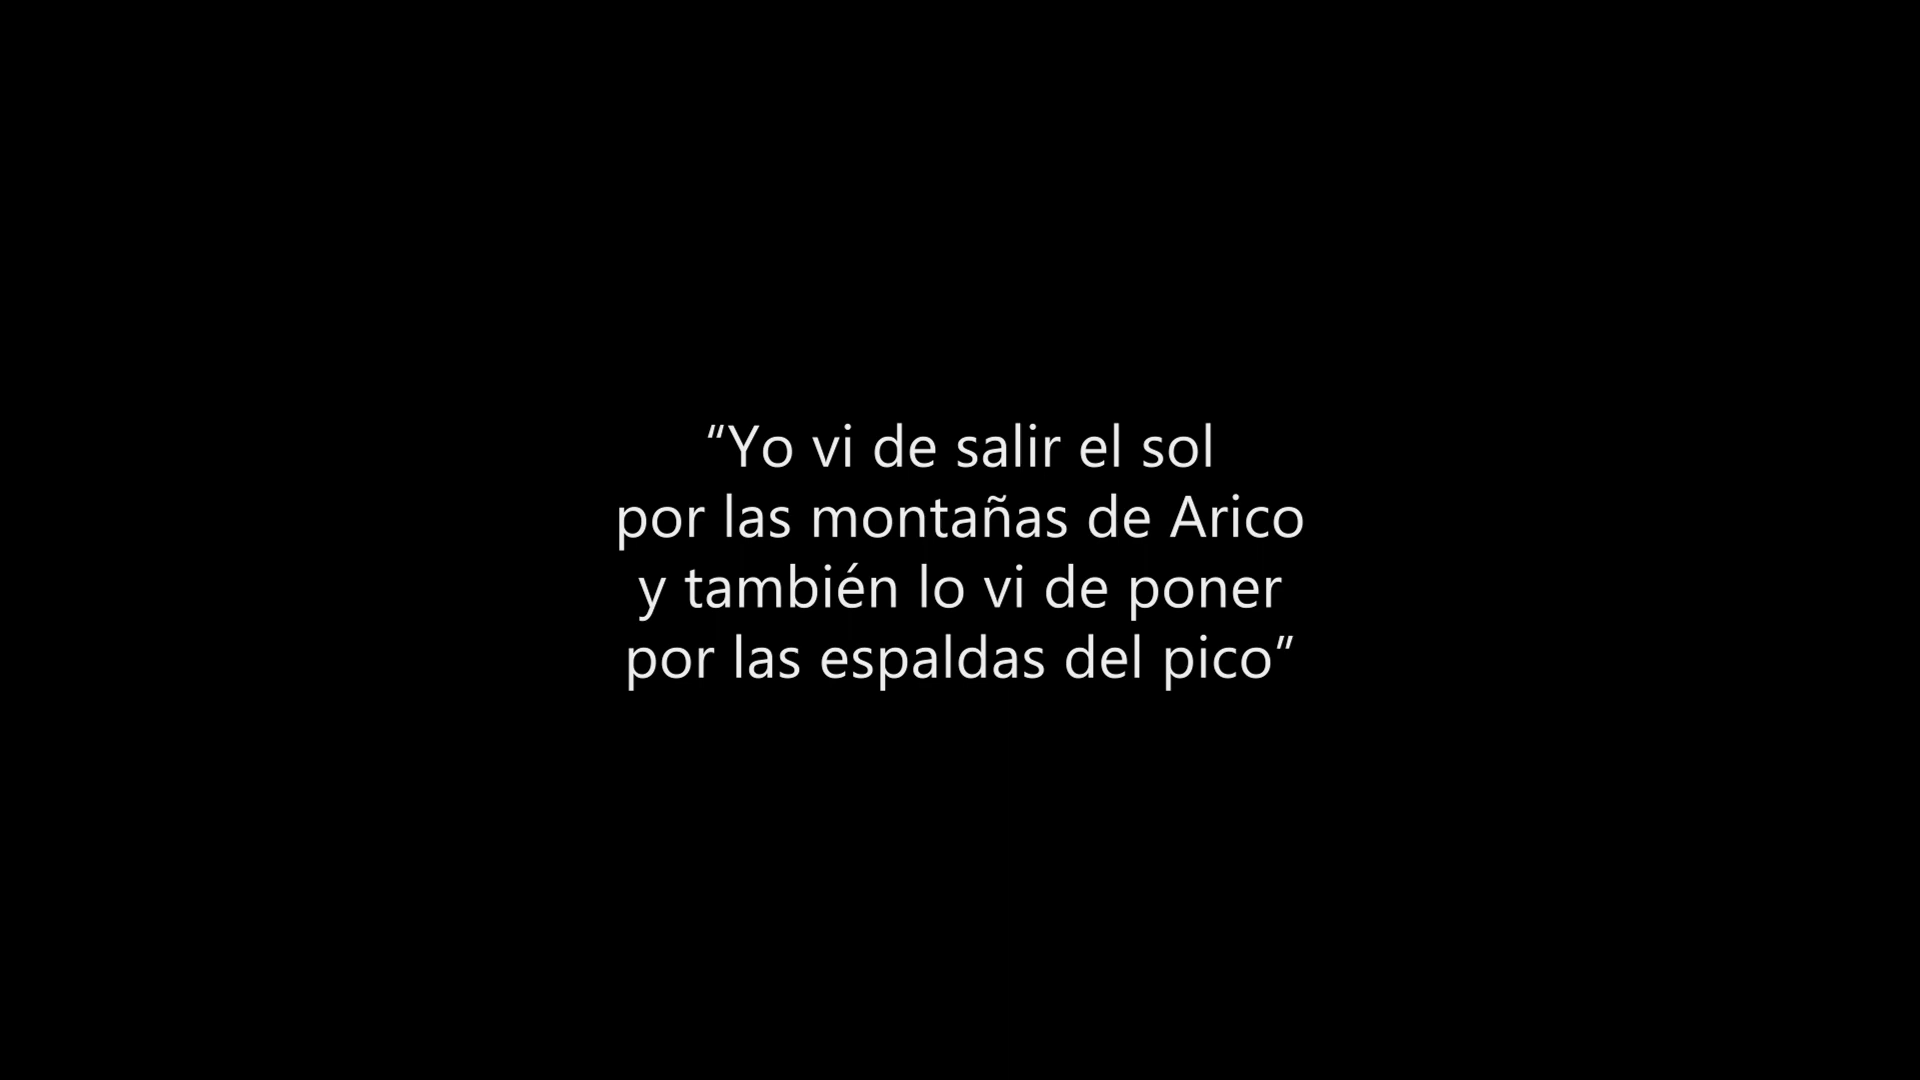 “Yo vi de salir el sol
por las montañas de Arico
y también lo vi de poner
por las espaldas del pico”